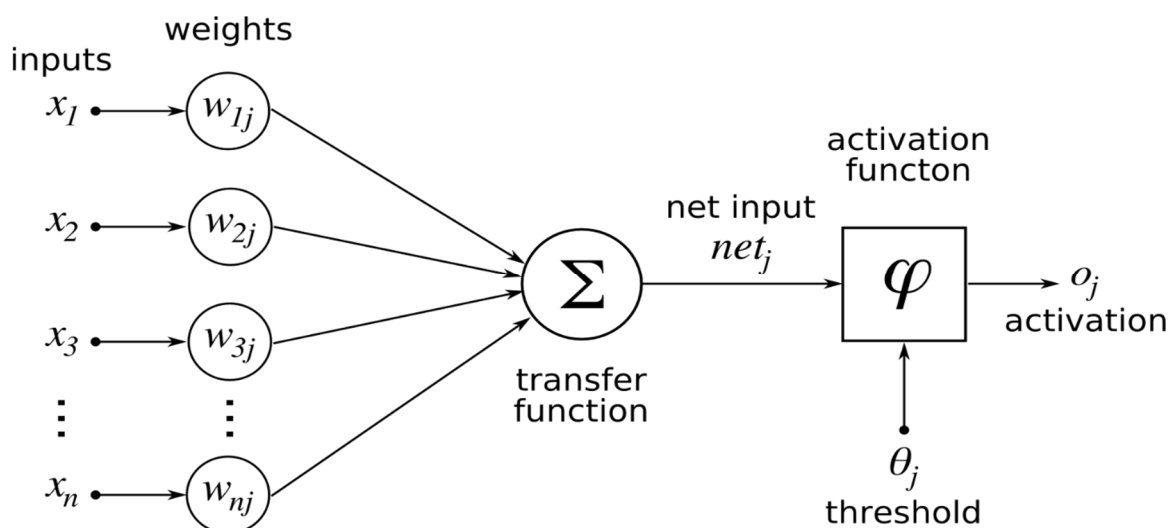 weights
inputs
x1
w1j
x2
w2j
x3
w3j
⋮ ⋮
xn
wnj
Σ
transfer
function
net input
netj
activation
functon
φ
oj
activation
θj
threshold